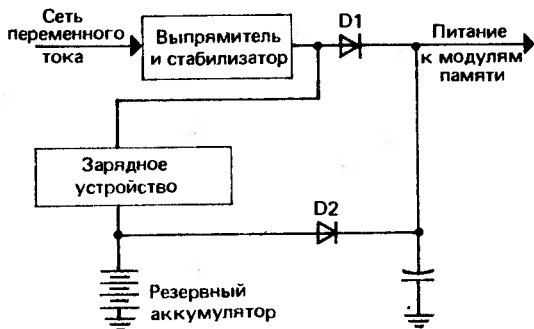 Сеть
переменного
тока
Выпрямитель
и стабилизатор
D1
Питание
к модулям
памяти
Зарядное
устройство
D2
Резервный
аккумулятор